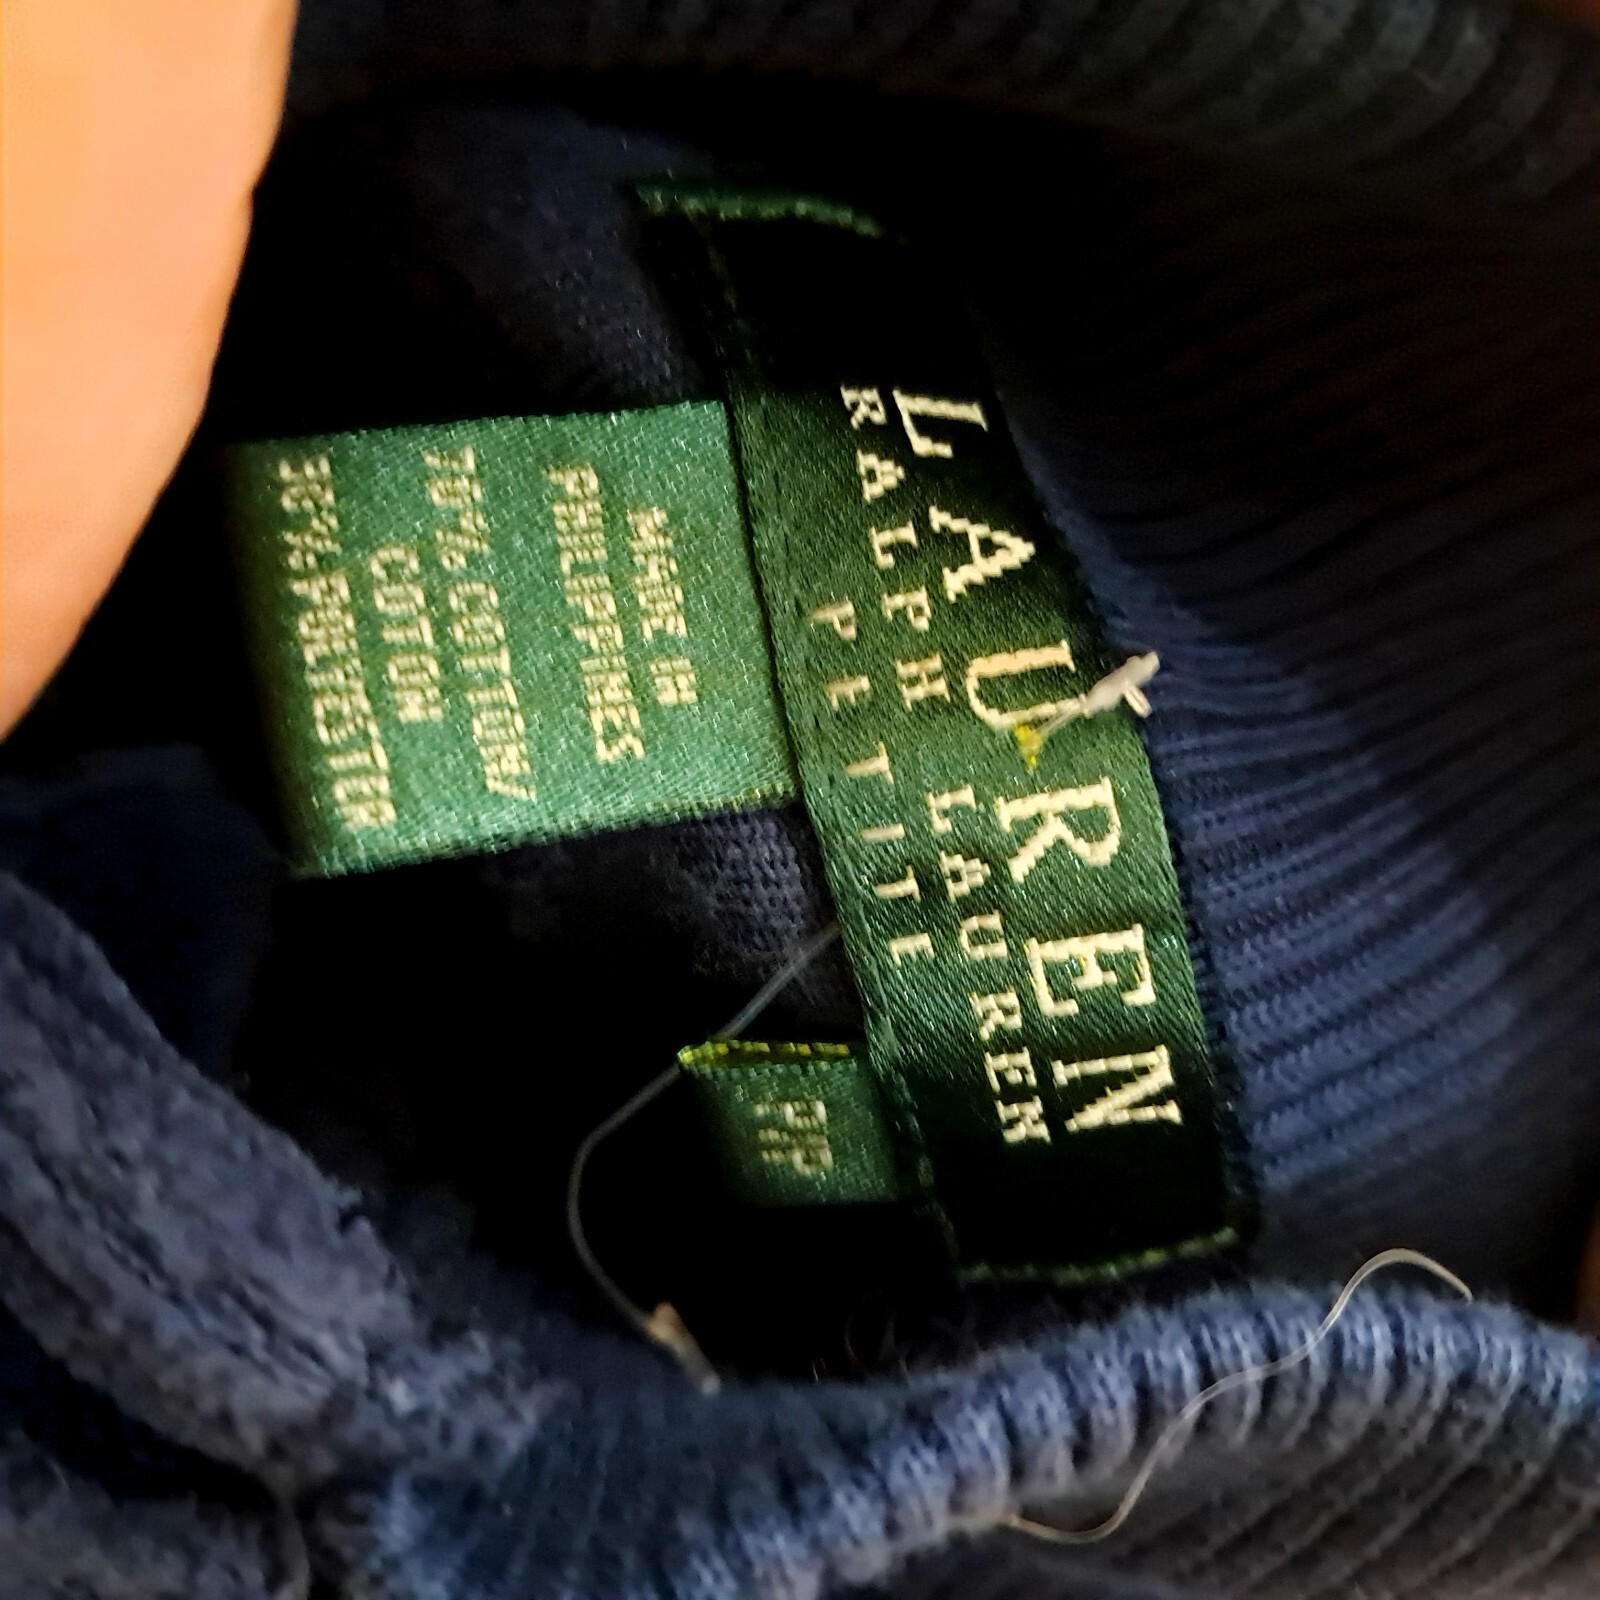 LAUREN
RALPH LAUREN
PETITE
MADE IN
PHILIPPINES
70% COTTON/
COTON
30% POLYESTER
PP